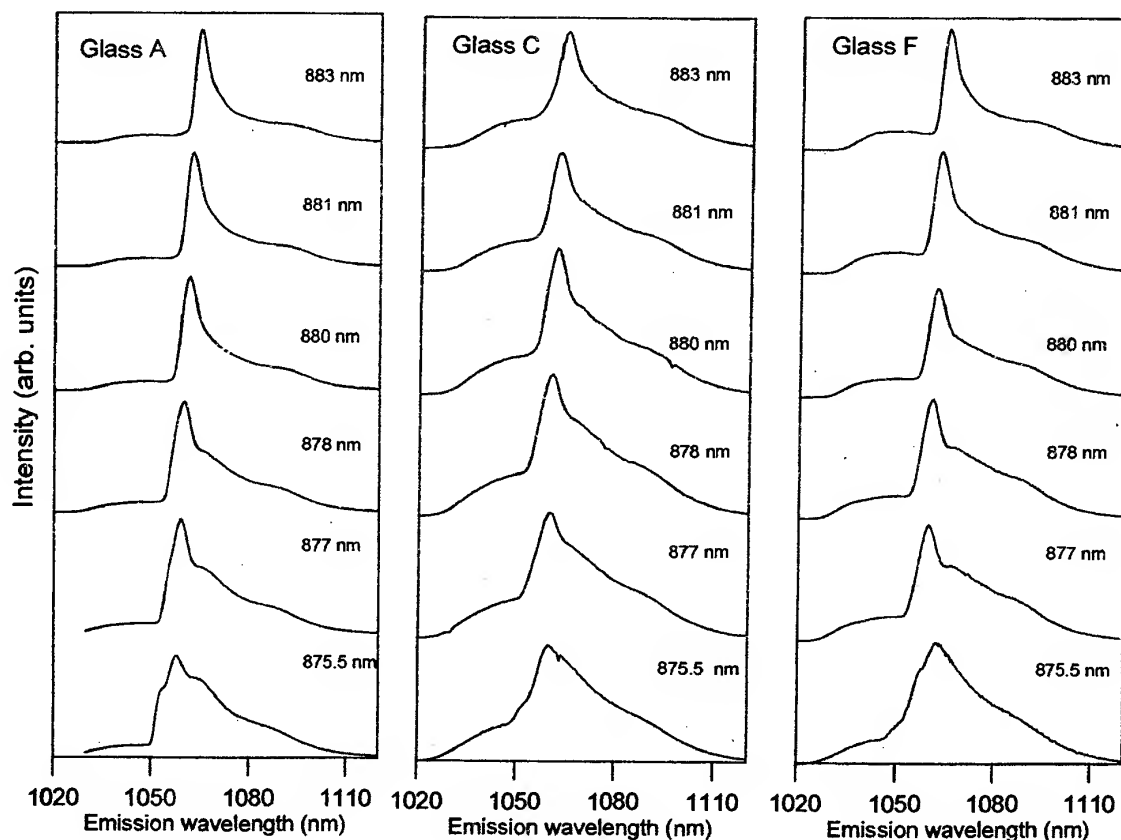 Glass A
883 nm
881 nm
880 nm
878 nm
877 nm
875.5 nm
Glass C
883 nm
881 nm
880 nm
878 nm
877 nm
875.5 nm
Glass F
883 nm
881 nm
880 nm
878 nm
877 nm
875.5 nm
Intensity (arb. units)
1020 1050 1080 1110
Emission wavelength (nm)
1020 1050 1080 1110
Emission wavelength (nm)
1020 1050 1080 1110
Emission wavelength (nm)